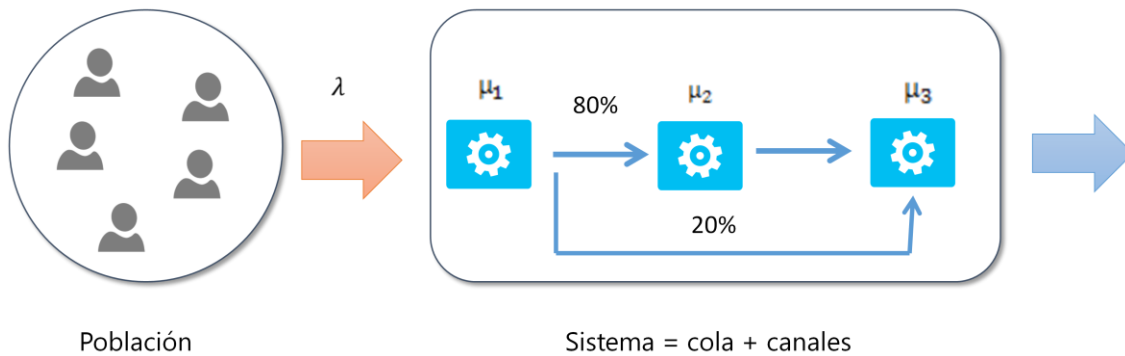 λ
μ₁
80%
μ₂
μ₃
20%
Población
Sistema = cola + canales